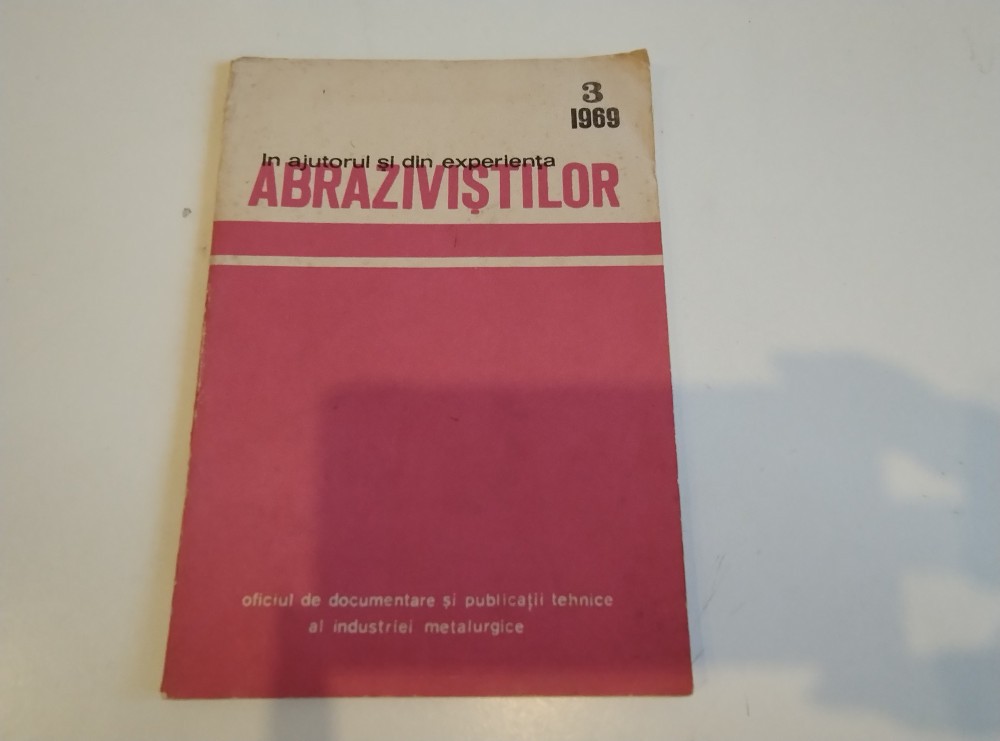 3
1969
In ajutorul și din experiența
ABRAZIVIȘTILOR
oficiul de documentare și publicații tehnice
al industriei metalurgice